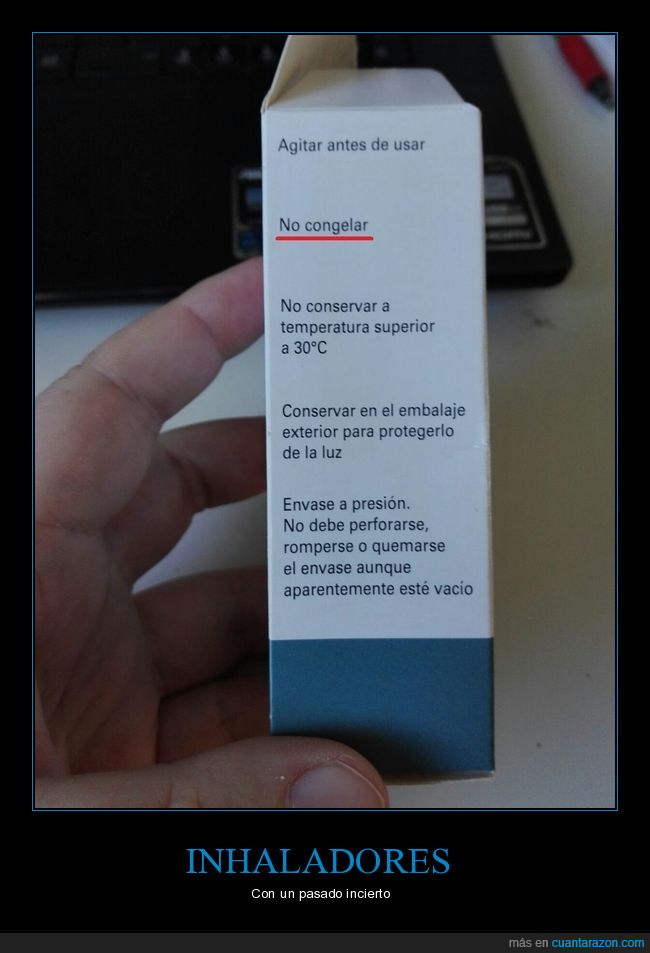 Agitar antes de usar
No congelar
No conservar a
temperatura superior
a 30°C
Conservar en el embalaje
exterior para protegerlo
de la luz
Envase a presión.
No debe perforarse,
romperse o quemarse
el envase aunque
aparentemente esté vacío
INHALADORES
Con un pasado incierto
más en cuantarazon.com